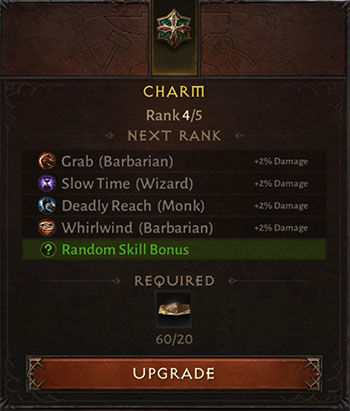 CHARM
Rank 4/5
NEXT RANK
Grab (Barbarian) +2% Damage
Slow Time (Wizard) +2% Damage
Deadly Reach (Monk) +2% Damage
Whirlwind (Barbarian) +2% Damage
? Random Skill Bonus
REQUIRED
60/20
UPGRADE